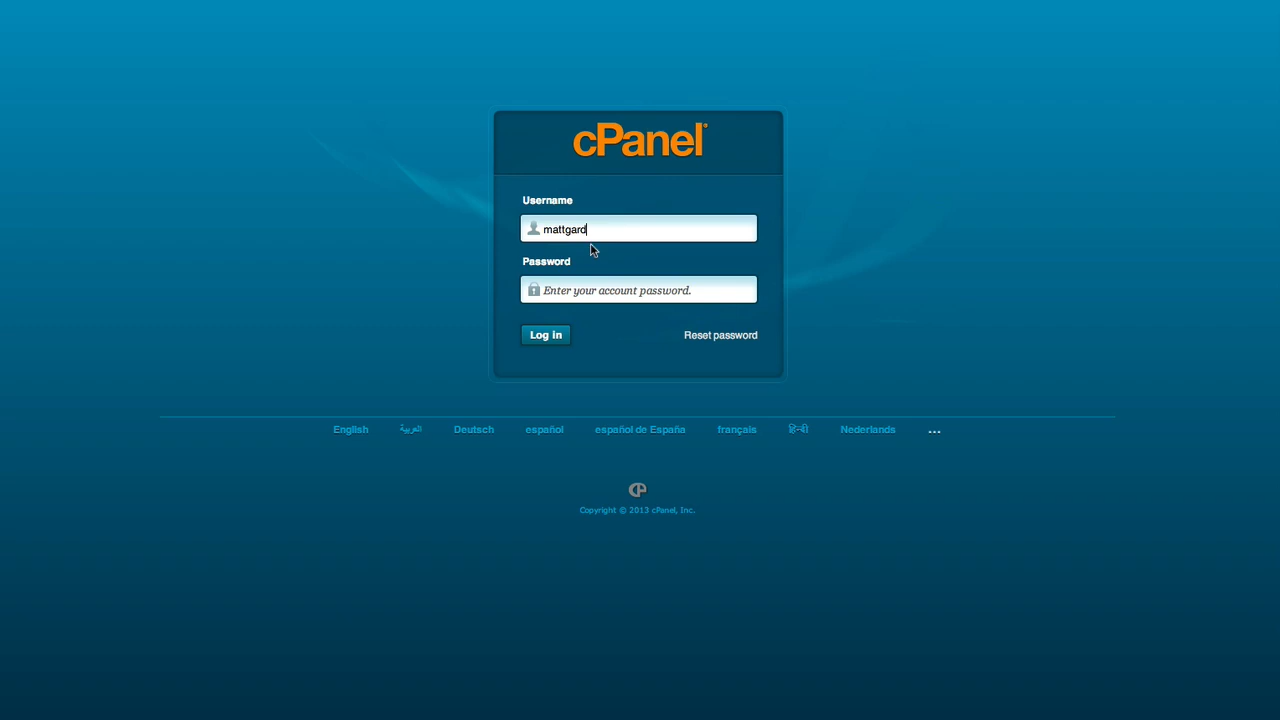 cPanel®
Username
mattgard
Password
Enter your account password.
Log in
Reset password
English العربية Deutsch español español de España français हिन्दी Nederlands ...
cP
Copyright © 2013 cPanel, Inc.